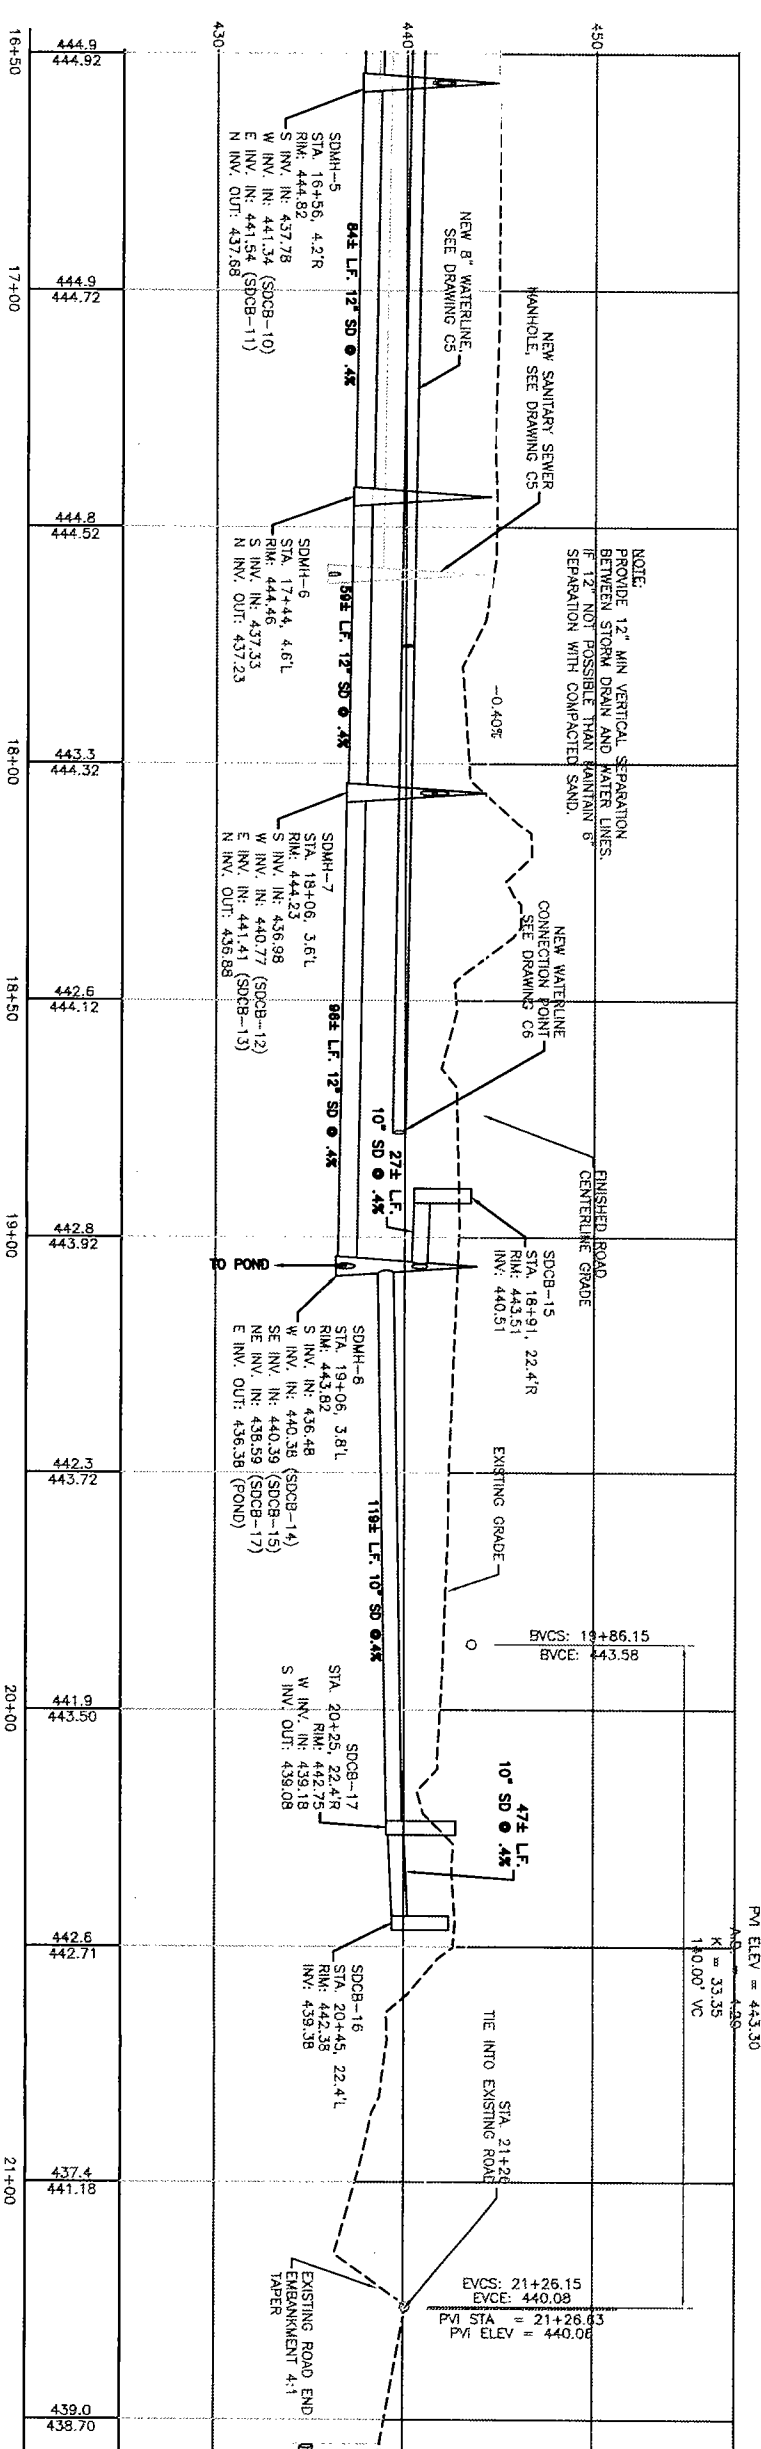 450
440
430
SDMH-5
STA. 16+56, 4.2'R
RIM: 444.82
S INV. IN: 437.78
W INV. IN: 441.34 (SDCB-10)
E INV. IN: 441.54 (SDCB-11)
N INV. OUT: 437.68
84± L.F. 12" SD @ .4%
NEW 8" WATERLINE,
SEE DRAWING C5
NEW SANITARY SEWER
MANHOLE, SEE DRAWING C5
SDMH-6
STA. 17+44, 4.6'L
RIM: 444.46
S INV. IN: 437.33
N INV. OUT: 437.23
59± L.F. 12" SD @ .4%
NOTE:
PROVIDE 12" MIN VERTICAL SEPARATION
BETWEEN STORM DRAIN AND WATER LINES.
IF 12" NOT POSSIBLE THAN MAINTAIN 6"
SEPARATION WITH COMPACTED SAND.
-0.40%
SDMH-7
STA. 18+06, 3.6'L
RIM: 444.23
S INV. IN: 436.98
W INV. IN: 440.77 (SDCB-12)
E INV. IN: 441.41 (SDCB-13)
N INV. OUT: 436.88
98± L.F. 12" SD @ .4%
NEW WATERLINE
CONNECTION POINT
SEE DRAWING C6
27± L.F.
10" SD @ .4%
FINISHED ROAD
CENTERLINE GRADE
SDCB-15
STA. 18+91, 22.4'R
RIM: 443.51
INV: 440.51
TO POND
SDMH-8
STA. 19+06, 3.8'L
RIM: 443.82
S INV. IN: 436.48
W INV. IN: 440.38 (SDCB-14)
SE INV. IN: 440.39 (SDCB-15)
NE INV. IN: 438.59 (SDCB-17)
E INV. OUT: 436.38 (POND)
EXISTING GRADE
119± L.F. 10" SD @.4%
BVCS: 19+86.15
BVCE: 443.58
SDCB-17
STA. 20+25, 22.4'R
RIM: 442.75
W INV. IN: 439.18
S INV. OUT: 439.08
47± L.F.
10" SD @ .4%
PVI ELEV = 443.30
K = 33.35
140.00' VC
SDCB-16
STA. 20+45, 22.4'L
RIM: 442.38
INV: 439.38
STA. 21+26
TIE INTO EXISTING ROAD
EVCS: 21+26.15
EVCE: 440.08
PVI STA = 21+26.63
PVI ELEV = 440.06
EXISTING ROAD END
EMBANKMENT 4:1
TAPER
444.9 444.9 444.8 443.3 442.6 442.8 442.3 441.9 442.6 437.4 439.0
444.92 444.72 444.52 444.32 444.12 443.92 443.72 443.50 442.71 441.18 438.70
16+50 17+00 18+00 18+50 19+00 20+00 21+00